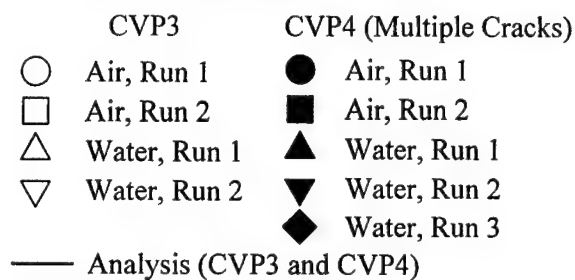 CVP3 CVP4 (Multiple Cracks)
Air, Run 1 Air, Run 1
Air, Run 2 Air, Run 2
Water, Run 1 Water, Run 1
Water, Run 2 Water, Run 2
Water, Run 3
Analysis (CVP3 and CVP4)